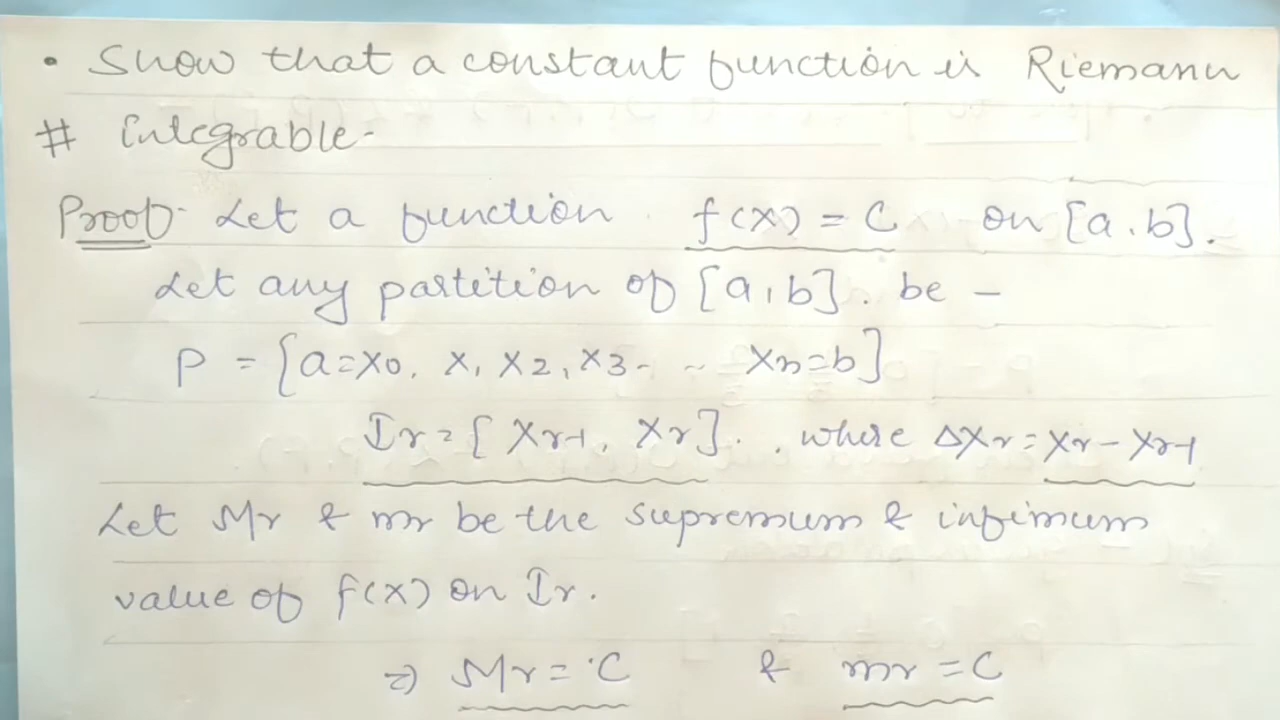 • Show that a constant function is Riemann
# integrable-
Proof- Let a function f(x) = C on [a,b].
Let any partition of [a,b]. be -
P = [a=x0, x1 x2, x3- - xn=b]
Ir=[xr-1, xr]. , where Δxr=xr-xr-1
Let Mr & mr be the supremum & infimum
value of f(x) on Ir.
=) Mr = C & mr = C